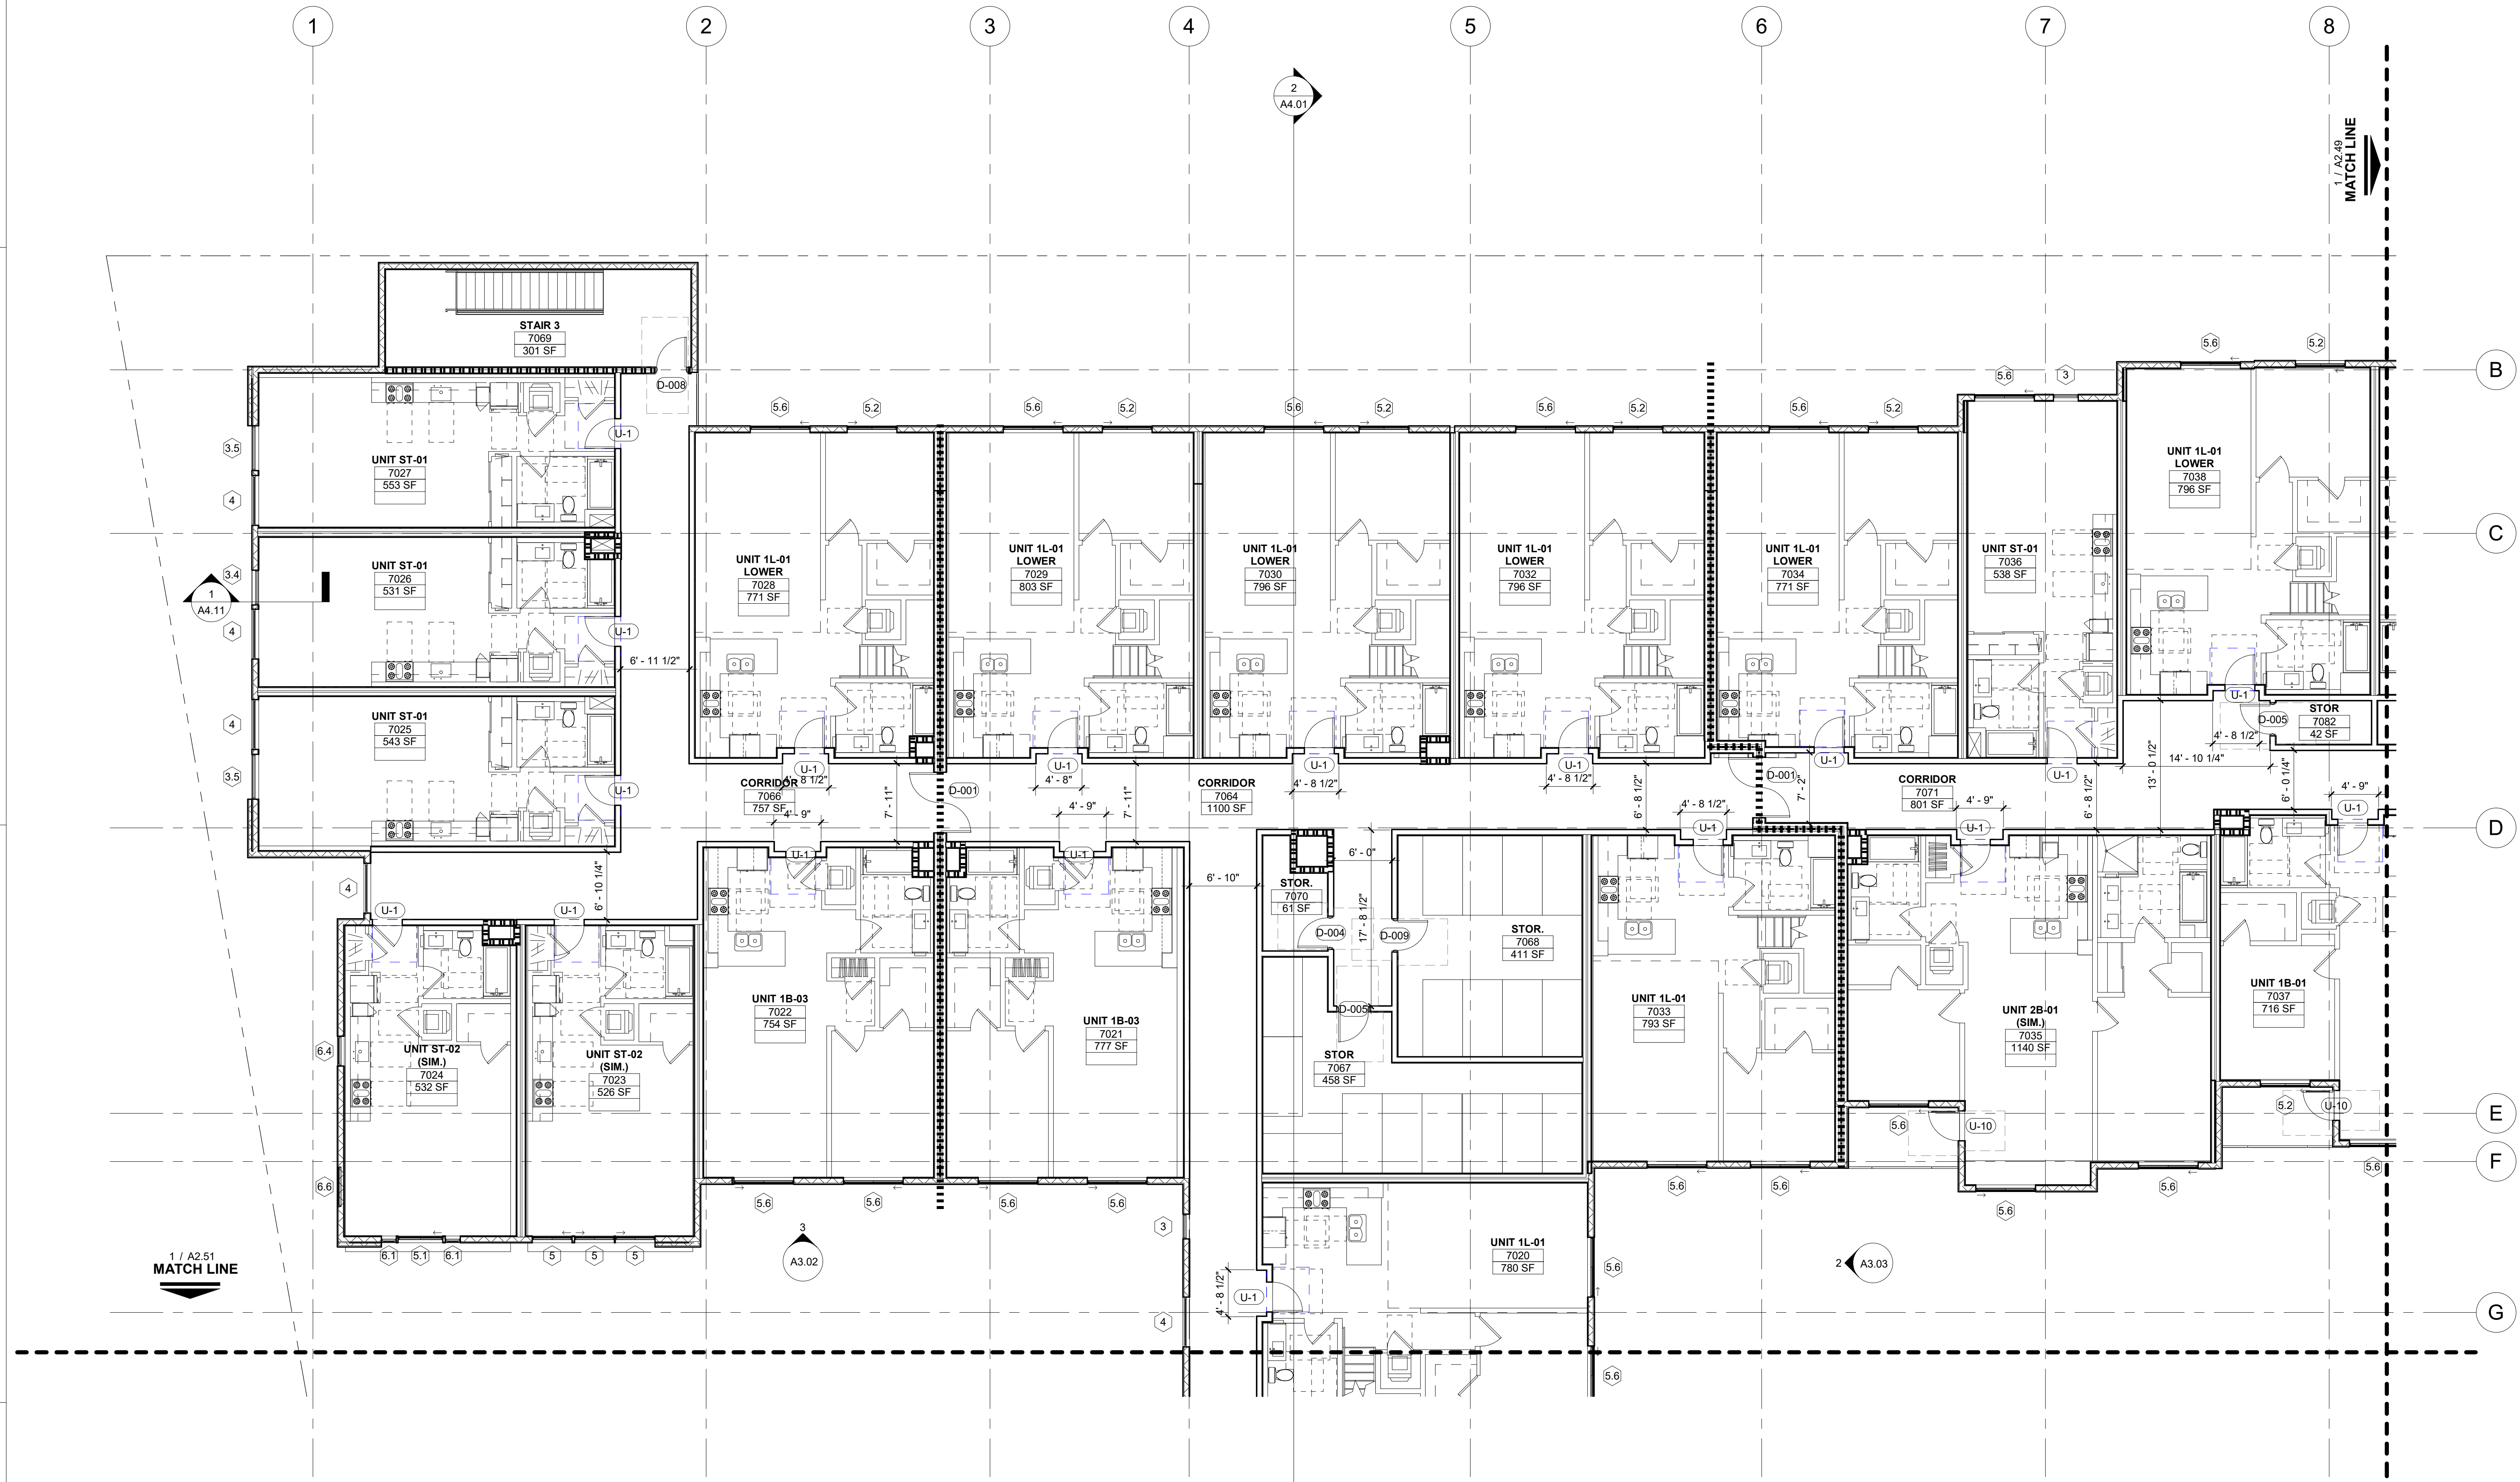 1
2
3
4
5
6
7
8
2
A4.01
1 / A2.49
MATCH LINE
STAIR 3
7069
301 SF
D-008
B
5.6
5.2
5.6
3
5.6
5.2
5.6
5.2
5.6
5.2
5.6
5.2
5.6
5.2
3.5
4
UNIT ST-01
7027
553 SF
U-1
UNIT 1L-01
LOWER
7038
796 SF
C
UNIT 1L-01
LOWER
7028
771 SF
UNIT 1L-01
LOWER
7029
803 SF
UNIT 1L-01
LOWER
7030
796 SF
UNIT 1L-01
LOWER
7032
796 SF
UNIT 1L-01
LOWER
7034
771 SF
UNIT ST-01
7036
538 SF
3.4
4
1
A4.11
UNIT ST-01
7026
531 SF
U-1
6' - 11 1/2"
4
3.5
UNIT ST-01
7025
543 SF
U-1
U-1
D-005
STOR
7082
42 SF
4' - 8 1/2"
14' - 10 1/4"
13' - 0 1/2"
6' - 0 1/4"
4' - 9"
U-1
U-1
4' - 8 1/2"
CORRIDOR
7066
757 SF
4' - 9"
7' - 11"
D-001
U-1
4' - 8"
4' - 9"
7' - 11"
CORRIDOR
7064
1100 SF
U-1
4' - 8 1/2"
U-1
4' - 8 1/2"
6' - 8 1/2"
4' - 8 1/2"
D-001
7' - 2"
U-1
CORRIDOR
7071
801 SF
4' - 9"
U-1
6' - 8 1/2"
D
U-1
U-1
U-1
U-1
6' - 0"
6' - 10"
17' - 8 1/2"
6' - 10 1/4"
4
U-1
U-1
STOR.
7070
61 SF
D-004
D-009
STOR.
7068
411 SF
D-005
STOR
7067
458 SF
UNIT 1B-03
7022
754 SF
UNIT 1B-03
7021
777 SF
UNIT 1L-01
7033
793 SF
UNIT 2B-01
(SIM.)
7035
1140 SF
UNIT 1B-01
7037
716 SF
6.4
UNIT ST-02
(SIM.)
7024
532 SF
UNIT ST-02
(SIM.)
7023
526 SF
5.2
U-10
E
5.6
U-10
F
5.6
6.6
5.6
5.6
5.6
5.6
5.6
5.6
5.6
5.6
3
3
A3.02
6.1
5.1
6.1
5
5
5
1 / A2.51
MATCH LINE
UNIT 1L-01
7020
780 SF
5.6
2
A3.03
4' - 8 1/2"
U-1
G
4
5.6